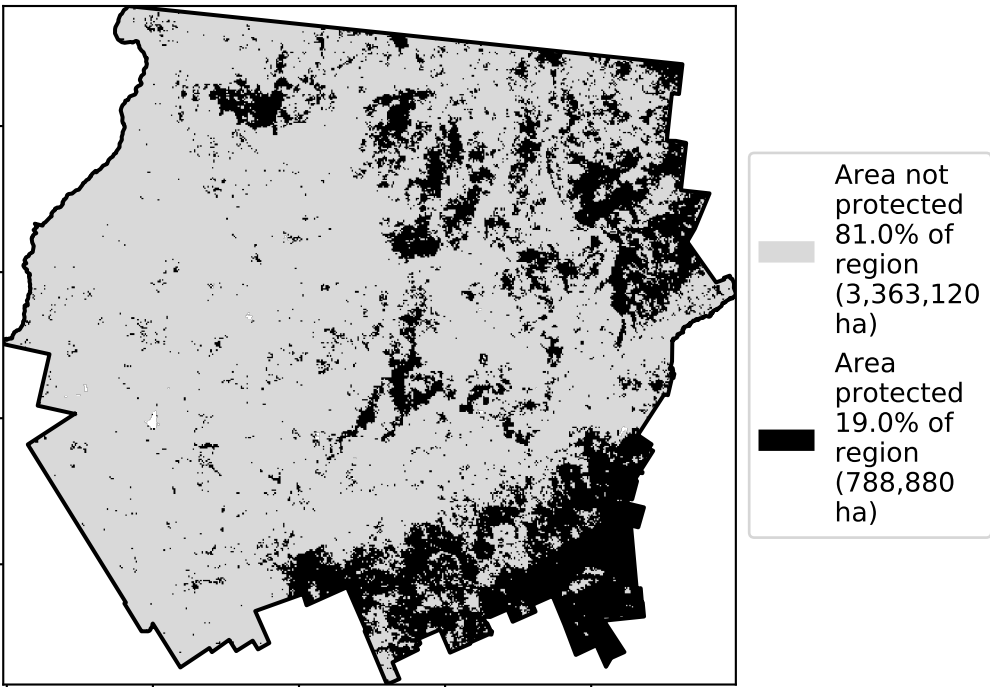 Area not
protected
81.0% of
region
(3,363,120
ha)
Area
protected
19.0% of
region
(788,880
ha)